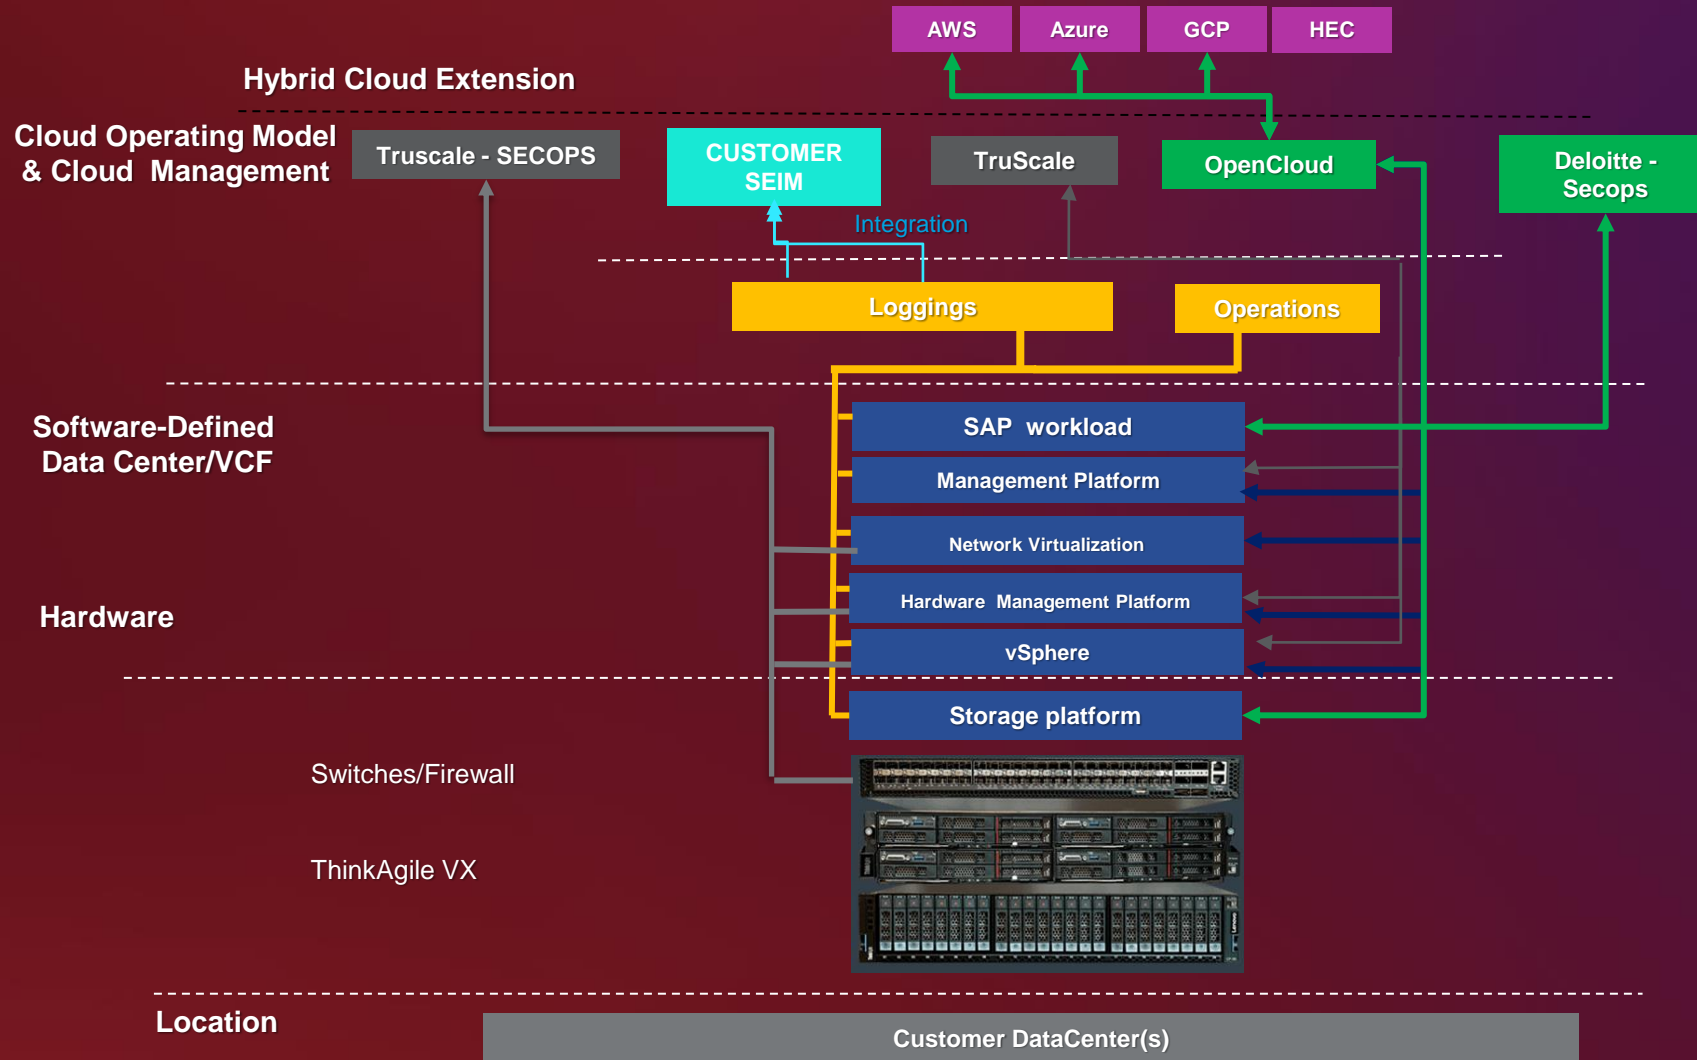 AWS
Azure
GCP
HEC
Hybrid Cloud Extension
Cloud Operating Model
& Cloud Management
Truscale - SECOPS
CUSTOMER
SEIM
TruScale
OpenCloud
Deloitte -
Secops
Integration
Loggings
Operations
Software-Defined
Data Center/VCF
SAP workload
Management Platform
Network Virtualization
Hardware
Hardware Management Platform
vSphere
Storage platform
Switches/Firewall
ThinkAgile VX
Lenovo
Location
Customer DataCenter(s)